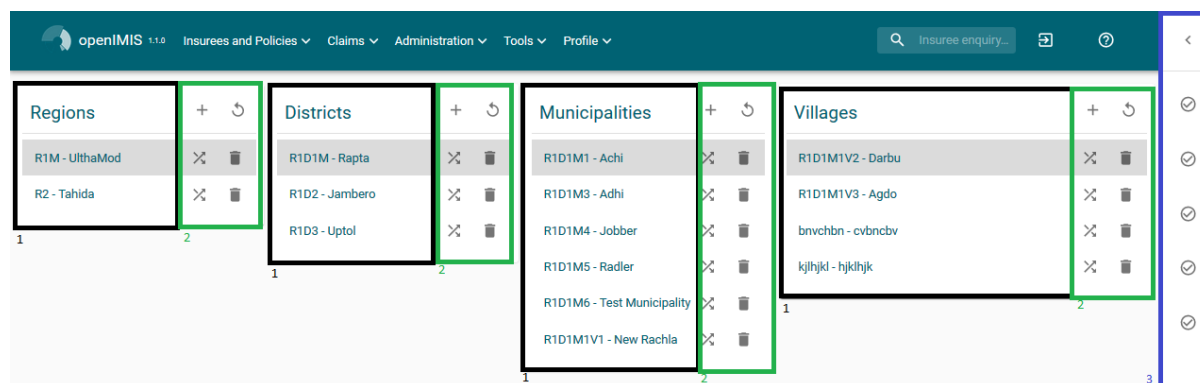 openIMIS 1.1.0 Insurees and Policies Claims Administration Tools Profile Insuree enquiry...
Regions
R1M - UlthaMod
R2 - Tahida
1 2
Districts
R1D1M - Rapta
R1D2 - Jambero
R1D3 - Uptol
1 2
Municipalities
R1D1M1 - Achi
R1D1M3 - Adhi
R1D1M4 - Jobber
R1D1M5 - Radler
R1D1M6 - Test Municipality
R1D1M1V1 - New Rachla
1 2
Villages
R1D1M1V2 - Darbu
R1D1M1V3 - Agdo
bnvchbn - cvbncbv
kjlhjkl - hjklhjk
1 2
3